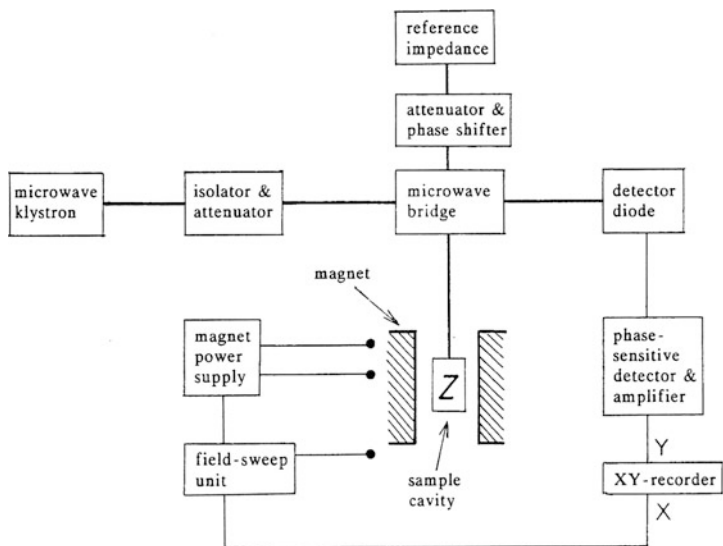 reference
impedance
attenuator &
phase shifter
microwave
klystron
isolator &
attenuator
microwave
bridge
detector
diode
magnet
magnet
power
supply
phase-
sensitive
detector &
amplifier
Z
field-sweep
unit
sample
cavity
Y
XY-recorder
X